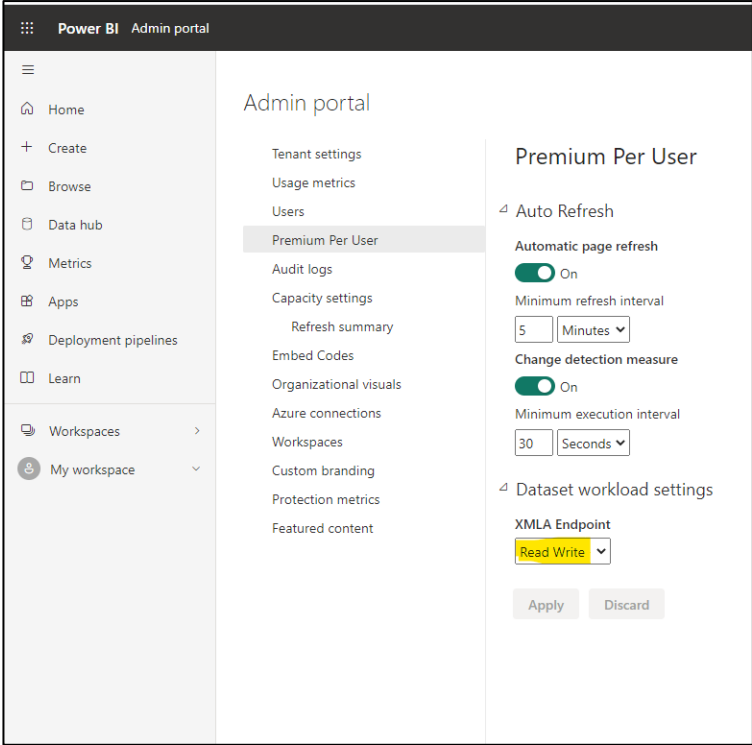 Power BI Admin portal
Home
Create
Browse
Data hub
Metrics
Apps
Deployment pipelines
Learn
Workspaces
My workspace
Admin portal
Tenant settings
Usage metrics
Users
Premium Per User
Audit logs
Capacity settings
Refresh summary
Embed Codes
Organizational visuals
Azure connections
Workspaces
Custom branding
Protection metrics
Featured content
Premium Per User
Auto Refresh
Automatic page refresh
On
Minimum refresh interval
5 Minutes
Change detection measure
On
Minimum execution interval
30 Seconds
Dataset workload settings
XMLA Endpoint
Read Write
Apply Discard